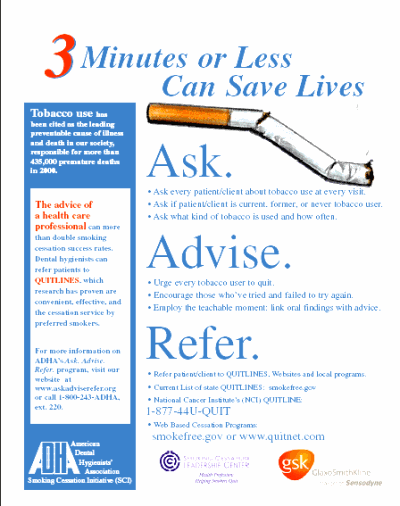 3 Minutes or Less
Can Save Lives
Tobacco use has
been cited as the leading
preventable cause of illness
and death in our society,
responsible for more than
435,000 premature deaths
in 2000.
The advice of
a health care
professional can more
than double smoking
cessation success rates.
Dental hygienists can
refer patients to
QUITLINES, which
research has proven are
convenient, effective, and
the cessation service by
preferred smokers.
For more information on
ADHA's Ask. Advise.
Refer. program, visit our
website at
www.askadviserefer.org
or call 1-800-243-ADHA,
ext. 220.
ADHA
American
Dental
Hygienists'
Association
Smoking Cessation Initiative (SCI)
Ask.
• Ask every patient/client about tobacco use at every visit.
• Ask if patient/client is current, former, or never tobacco user.
• Ask what kind of tobacco is used and how often.
Advise.
• Urge every tobacco user to quit.
• Encourage those who've tried and failed to try again.
• Employ the teachable moment: link oral findings with advice.
Refer.
• Refer patient/client to QUITLINES, Websites and local programs.
• Current List of state QUITLINES: smokefree.gov
• National Cancer Institute's (NCI) QUITLINE:
1-877-44U-QUIT
• Web Based Cessation Programs:
smokefree.gov or www.quitnet.com
Smoking Cessation
Leadership Center
Health Professionals
Helping Smokers Quit
gsk
GlaxoSmithKline
Sensodyne